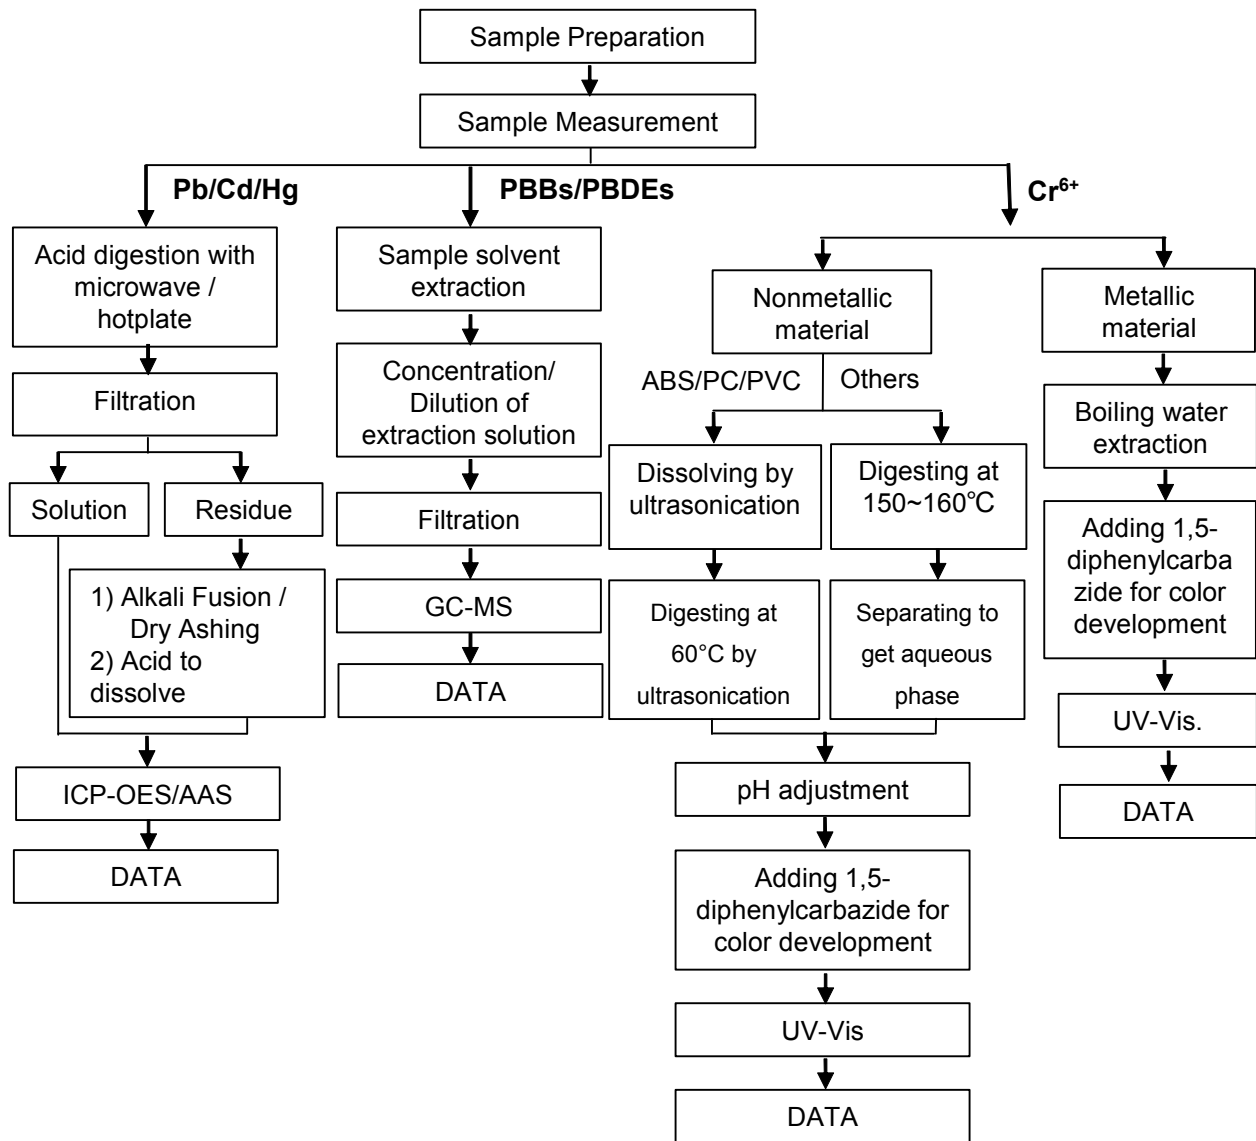 Sample Preparation
Sample Measurement
Pb/Cd/Hg
PBBs/PBDEs
Cr⁶⁺
Acid digestion with
microwave /
hotplate
Filtration
Solution
Residue
1) Alkali Fusion /
Dry Ashing
2) Acid to
dissolve
ICP-OES/AAS
DATA
Sample solvent
extraction
Concentration/
Dilution of
extraction solution
Filtration
GC-MS
DATA
Nonmetallic
material
ABS/PC/PVC
Others
Dissolving by
ultrasonication
Digesting at
60°C by
ultrasonication
Digesting at
150~160℃
Separating to
get aqueous
phase
pH adjustment
Adding 1,5-
diphenylcarbazide for
color development
UV-Vis
DATA
Metallic
material
Boiling water
extraction
Adding 1,5-
diphenylcarba
zide for color
development
UV-Vis.
DATA